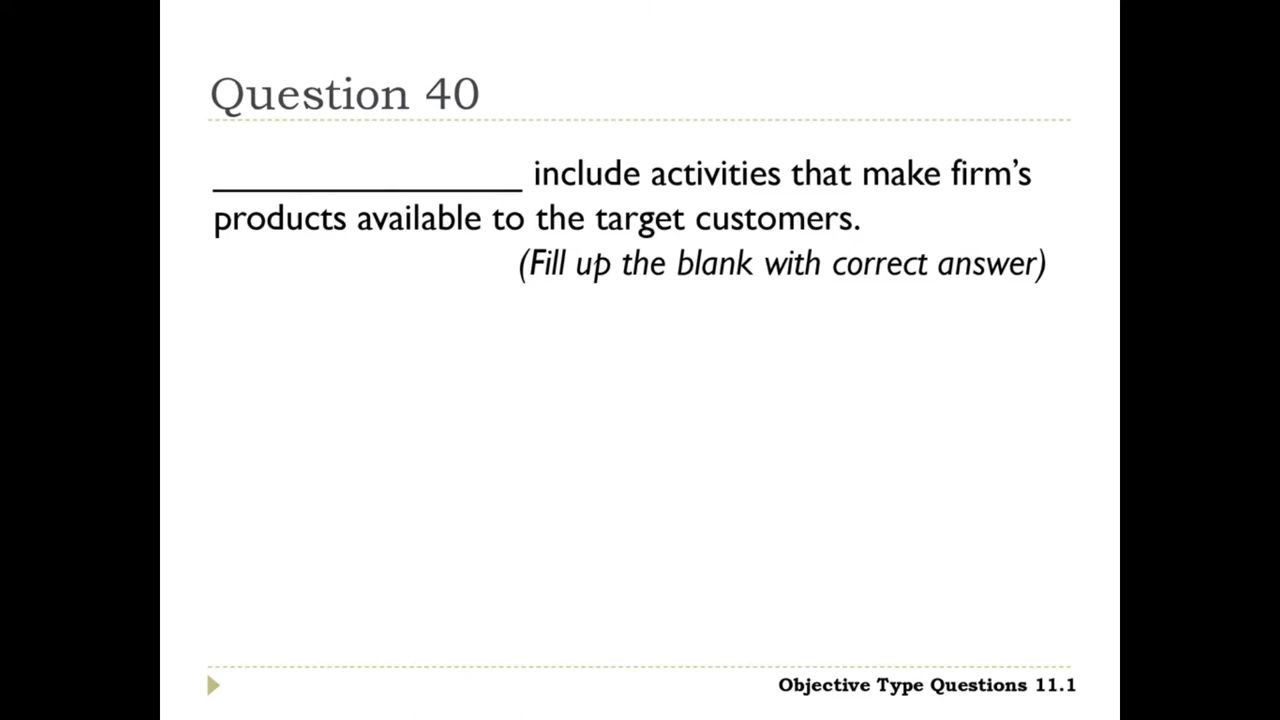 Question 40
________________ include activities that make firm’s
products available to the target customers.
(Fill up the blank with correct answer)
Objective Type Questions 11.1